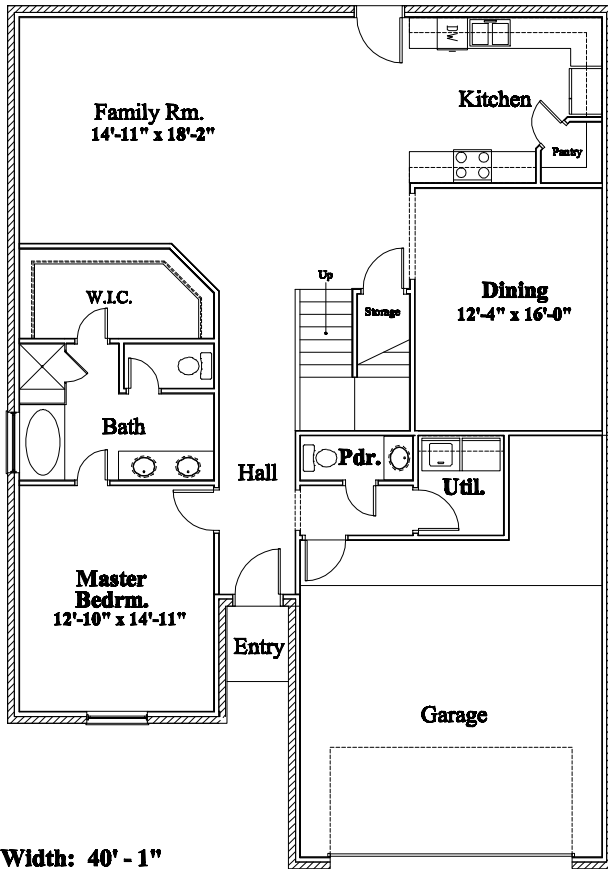 DW
Family Rm.
14'-11" x 18'-2"
Kitchen
Pantry
W.I.C.
Up
Storage
Dining
12'-4" x 16'-0"
Bath
Hall
Pdr.
Util.
Master
Bedrm.
12'-10" x 14'-11"
Entry
Garage
Width: 40' - 1"